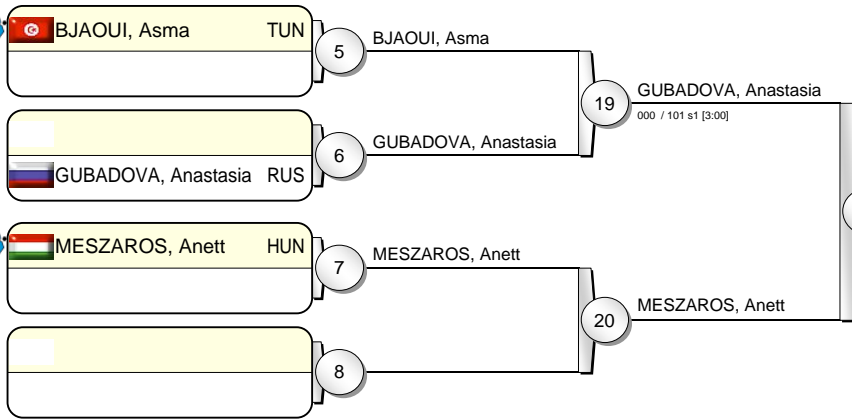 BJAOUI, Asma TUN
5
BJAOUI, Asma
GUBADOVA, Anastasia RUS
6
GUBADOVA, Anastasia
19
GUBADOVA, Anastasia
000 / 101 s1 [3:00]
MESZAROS, Anett HUN
7
MESZAROS, Anett
8
20
MESZAROS, Anett